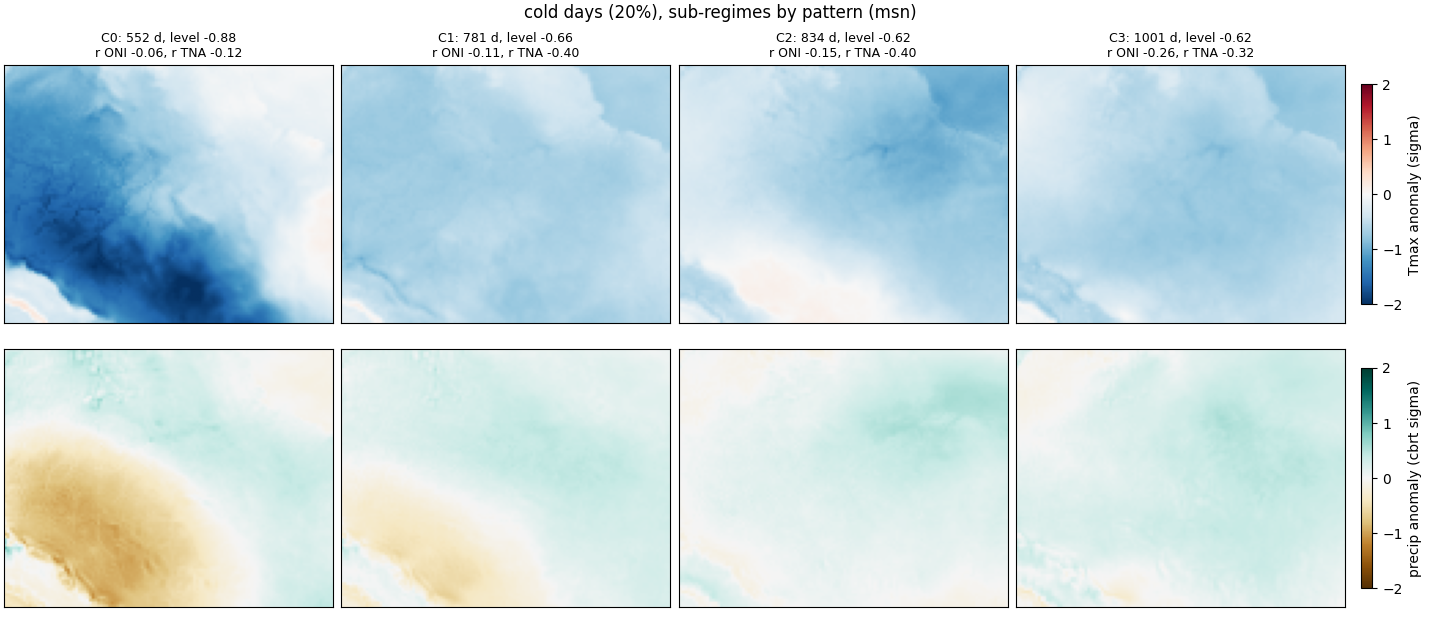 cold days (20%), sub-regimes by pattern (msn)
C0: 552 d, level -0.88
r ONI -0.06, r TNA -0.12
C1: 781 d, level -0.66
r ONI -0.11, r TNA -0.40
C2: 834 d, level -0.62
r ONI -0.15, r TNA -0.40
C3: 1001 d, level -0.62
r ONI -0.26, r TNA -0.32
2
1
0
−1
−2
Tmax anomaly (sigma)
2
1
0
−1
−2
precip anomaly (cbrt sigma)